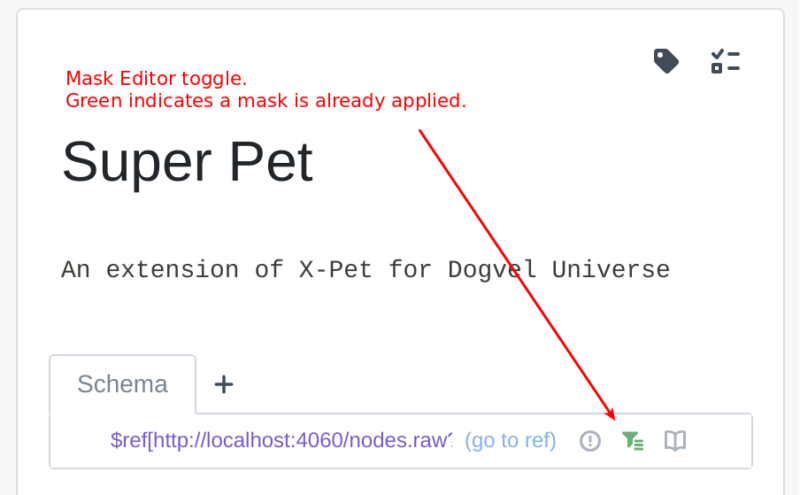 Mask Editor toggle.
Green indicates a mask is already applied.
Super Pet
An extension of X-Pet for Dogvel Universe
Schema +
$ref[http://localhost:4060/nodes.raw? (go to ref)